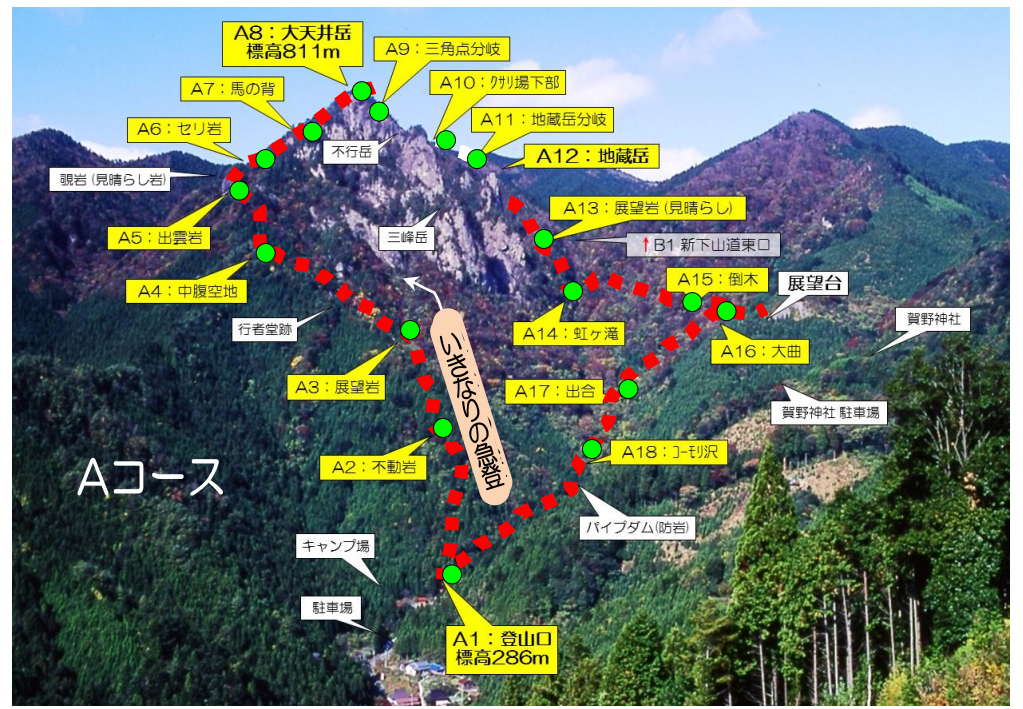 A8：大天井岳
標高811m
A9：三角点分岐
A10：ｸｻﾘ場下部
A7：馬の背
A11：地蔵岳分岐
A6：セリ岩
不行岳
A12：地蔵岳
覗岩 (見晴らし岩)
A13：展望岩 (見晴らし)
A5：出雲岩
三峰岳
↑B1 新下山道東口
A4：中腹空地
A15：倒木
展望台
行者堂跡
A14：虹ヶ滝
賀野神社
A16：大曲
いきなりの急登
A3：展望岩
A17：出合
賀野神社 駐車場
A2：不動岩
A18：ｺｰﾓﾘ沢
Aコース
パイプダム(防岩)
キャンプ場
駐車場
A1：登山口
標高286m